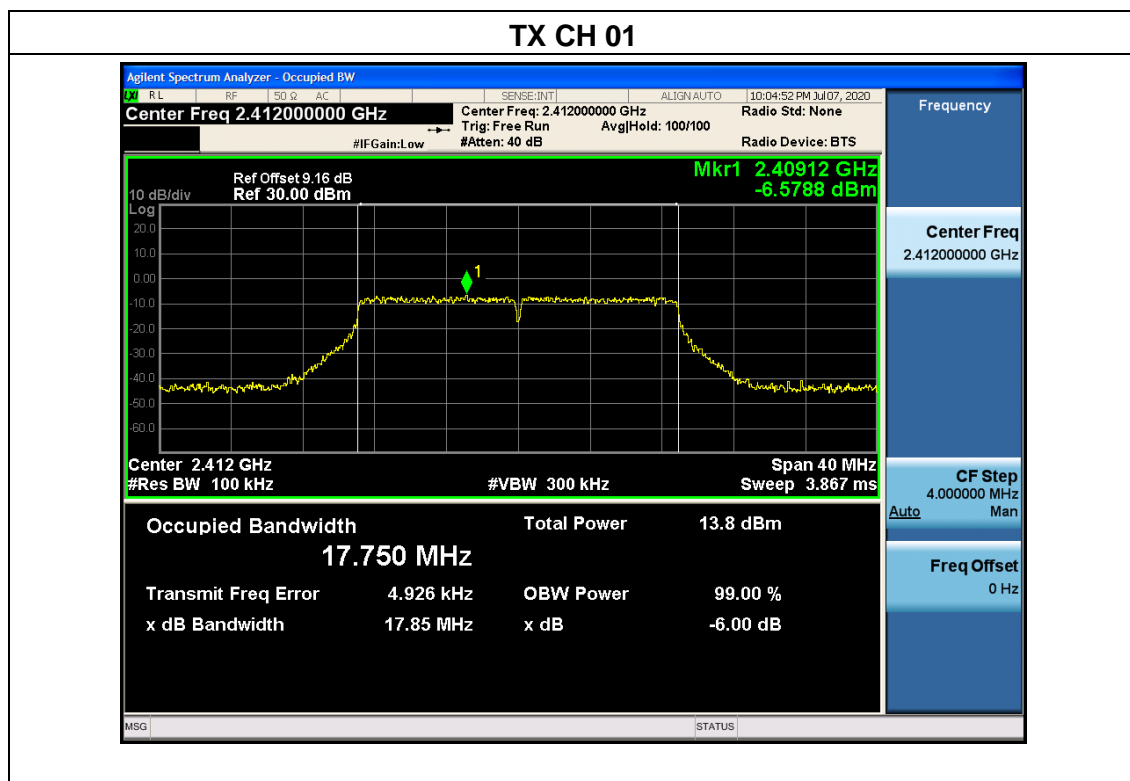 TX CH 01
Agilent Spectrum Analyzer - Occupied BW
LXI RL RF 50 Ω AC SENSE:INT ALIGN AUTO 10:04:52 PM Jul 07, 2020
Center Freq 2.412000000 GHz
Center Freq: 2.412000000 GHz Radio Std: None
Trig: Free Run Avg|Hold: 100/100
#IFGain:Low #Atten: 40 dB Radio Device: BTS
Frequency
Mkr1 2.40912 GHz
-6.5788 dBm
Ref Offset 9.16 dB
10 dB/div Ref 30.00 dBm
Log
20.0
10.0
0.00
-10.0
-20.0
-30.0
-40.0
-50.0
-60.0
1
Center 2.412 GHz Span 40 MHz
#Res BW 100 kHz #VBW 300 kHz Sweep 3.867 ms
Occupied Bandwidth Total Power 13.8 dBm
17.750 MHz
Transmit Freq Error 4.926 kHz OBW Power 99.00 %
x dB Bandwidth 17.85 MHz x dB -6.00 dB
Center Freq
2.412000000 GHz
CF Step
4.000000 MHz
Auto Man
Freq Offset
0 Hz
MSG STATUS